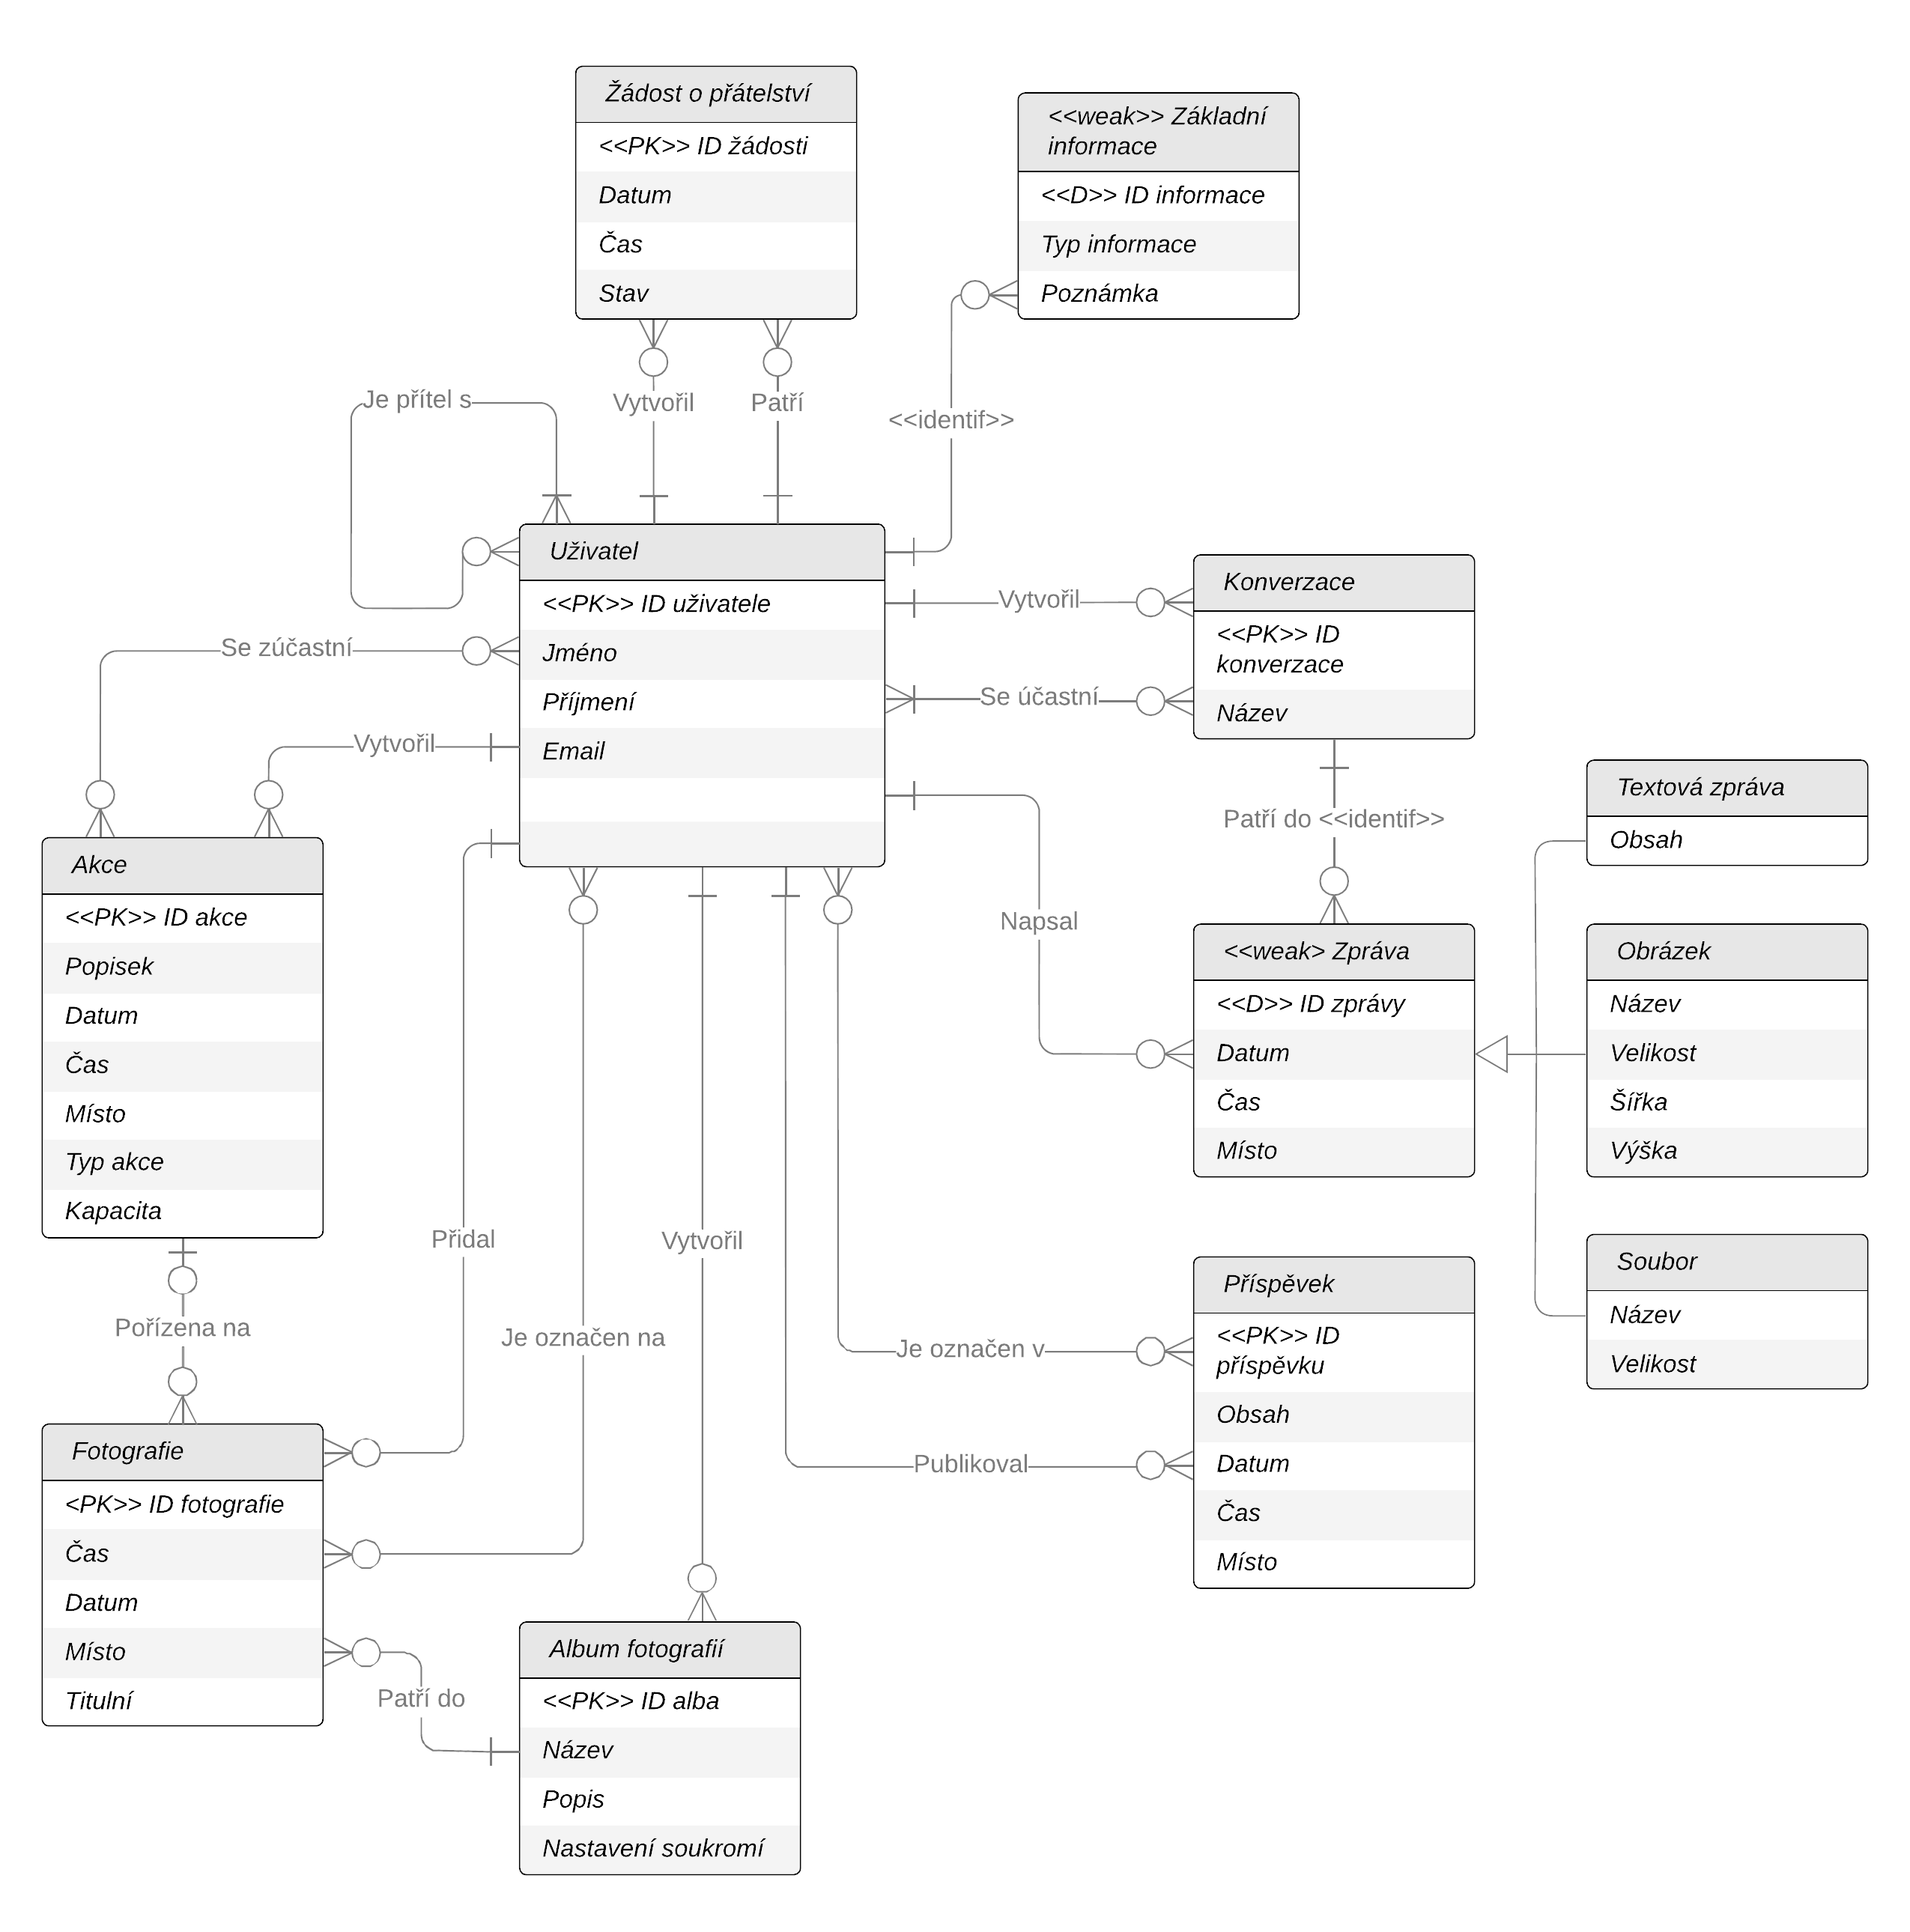 Žádost o přátelství
<<PK>> ID žádosti
Datum
Čas
Stav
<<weak>> Základní
informace
<<D>> ID informace
Typ informace
Poznámka
Je přítel s
Vytvořil
Patří
<<identif>>
Uživatel
<<PK>> ID uživatele
Jméno
Příjmení
Email
Vytvořil
Se účastní
Konverzace
<<PK>> ID
konverzace
Název
Se zúčastní
Vytvořil
Patří do <<identif>>
Textová zpráva
Obsah
Akce
<<PK>> ID akce
Popisek
Datum
Čas
Místo
Typ akce
Kapacita
Napsal
<<weak> Zpráva
<<D>> ID zprávy
Datum
Čas
Místo
Obrázek
Název
Velikost
Šířka
Výška
Přidal
Vytvořil
Soubor
Název
Velikost
Pořízena na
Je označen na
Je označen v
Publikoval
Příspěvek
<<PK>> ID
příspěvku
Obsah
Datum
Čas
Místo
Fotografie
<PK>> ID fotografie
Čas
Datum
Místo
Titulní
Patří do
Album fotografií
<<PK>> ID alba
Název
Popis
Nastavení soukromí